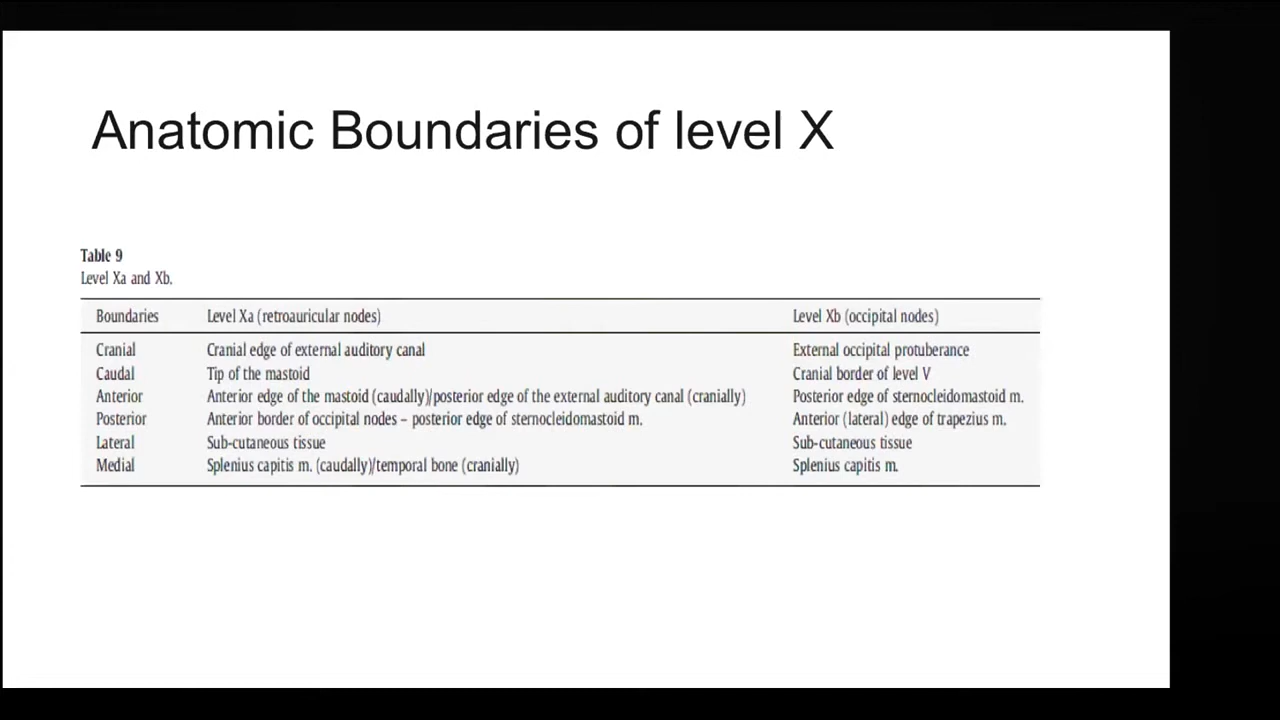 Anatomic Boundaries of level X
Table 9
Level Xa and Xb.
Boundaries Level Xa (retroauricular nodes) Level Xb (occipital nodes)
Cranial Cranial edge of external auditory canal External occipital protuberance
Caudal Tip of the mastoid Cranial border of level V
Anterior Anterior edge of the mastoid (caudally)/posterior edge of the external auditory canal (cranially) Posterior edge of sternocleidomastoid m.
Posterior Anterior border of occipital nodes – posterior edge of sternocleidomastoid m. Anterior (lateral) edge of trapezius m.
Lateral Sub-cutaneous tissue Sub-cutaneous tissue
Medial Splenius capitis m. (caudally)/temporal bone (cranially) Splenius capitis m.